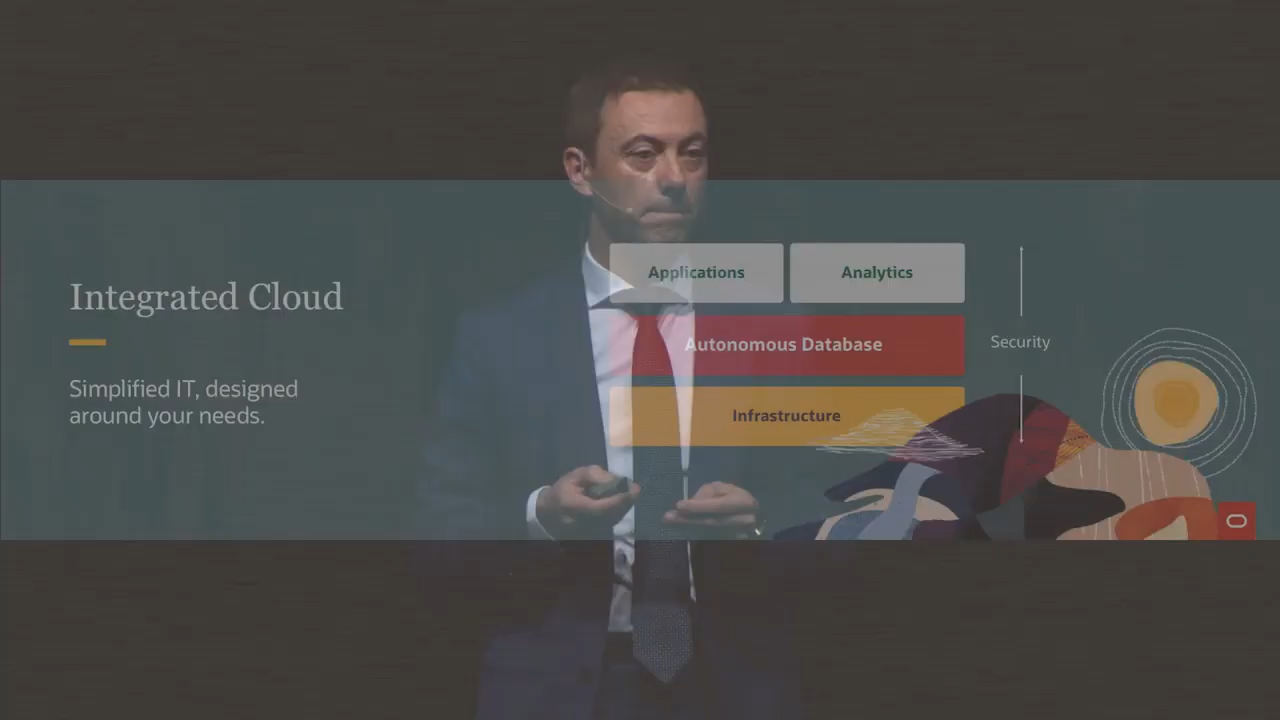 Integrated Cloud
Simplified IT, designed
around your needs.
Applications
Analytics
Autonomous Database
Infrastructure
Security